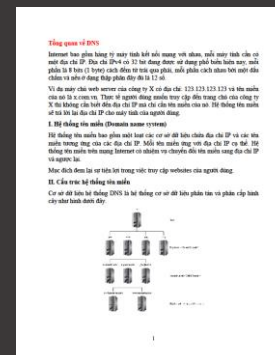 Tổng quan về DNS
Internet bao gồm hàng tỷ máy tính kết nối mạng với nhau, mỗi máy tính cần có
một địa chỉ IP. Địa chỉ IPv4 có 32 bit đang được sử dụng phổ biến hiện nay, mỗi
phần là 8 bits (1 byte) cách đếm từ trái qua phải, mỗi phần cách nhau bởi một dấu
chấm và nếu ở dạng thập phân đây đủ là 12 số.
Ví dụ máy chủ web server của công ty X có địa chỉ: 123.123.123.123 và tên miền
của nó là x.com.vn. Thực tế người dùng muốn truy cập đến trang chủ của công ty
X thì không cần biết đến địa chỉ IP mà chỉ cần tên miền của nó. Hệ thống tên miền
sẽ trả lời lại địa chỉ IP cho máy tính của người dùng.
I. Hệ thống tên miền (Domain name system)
Hệ thống tên miền bao gồm một loạt các cơ sở dữ liệu chứa địa chỉ IP và các tên
miền tương ứng của các địa chỉ IP. Mỗi tên miền ứng với địa chỉ IP cụ thể. Hệ
thống tên miền trên mạng Internet có nhiệm vụ chuyển đổi tên miền sang địa chỉ IP
và ngược lại.
Mục đích đem lại sự tiện lợi trong việc truy cập websites của người dùng.
II. Cấu trúc hệ thống tên miền
Cơ sở dữ liệu hệ thống DNS là hệ thống cơ sở dữ liệu phân tán và phân cấp hình
cây như hình dưới đây
1